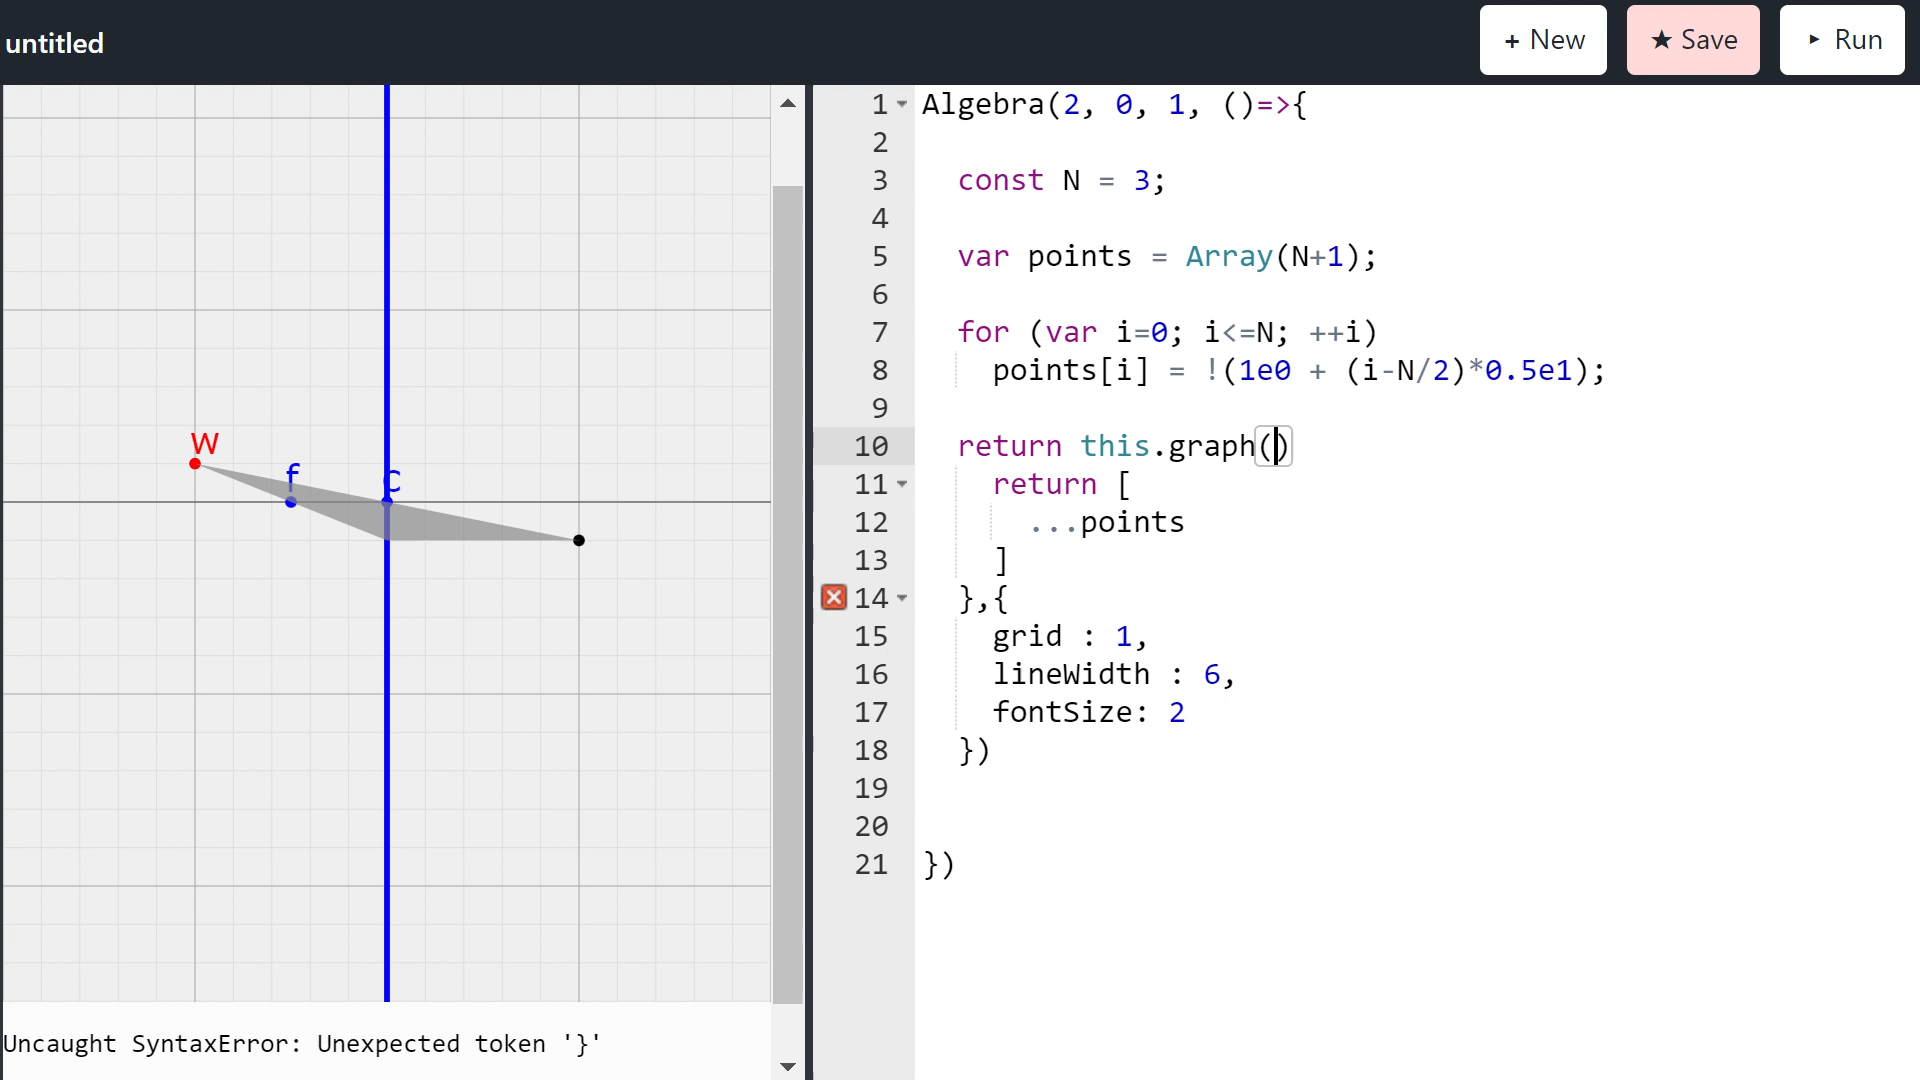 untitled
+ New
★ Save
▸ Run
W
f
c
Uncaught SyntaxError: Unexpected token '}'
1 Algebra(2, 0, 1, ()=>{
2
3   const N = 3;
4
5   var points = Array(N+1);
6
7   for (var i=0; i<=N; ++i)
8     points[i] = !(1e0 + (i-N/2)*0.5e1);
9
10   return this.graph()
11     return [
12       ...points
13     ]
14   },{
15     grid : 1,
16     lineWidth : 6,
17     fontSize: 2
18   })
19
20
21 })